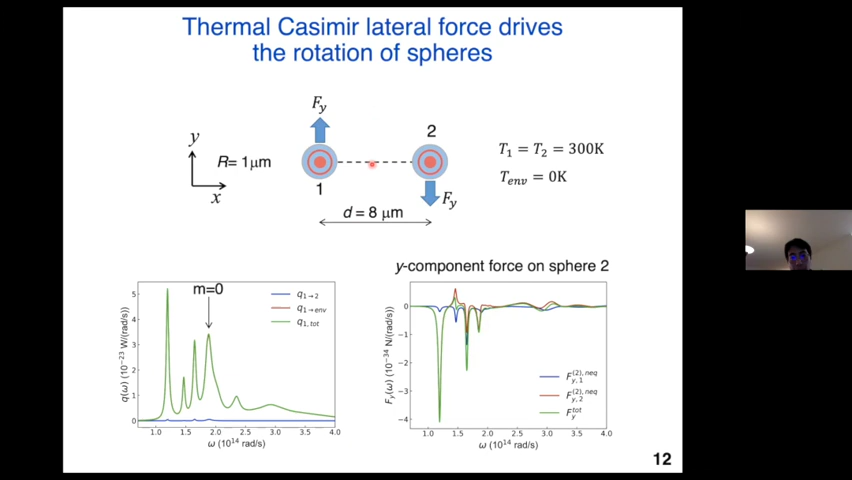 Thermal Casimir lateral force drives
the rotation of spheres
F_y
y
R= 1μm
x
1
2
F_y
d = 8 μm
T_1 = T_2 = 300K
T_env = 0K
m=0
q_1→2
q_1→env
q_1,tot
q(ω) (10^-23 W/(rad/s))
5
4
3
2
1
0
1.0 1.5 2.0 2.5 3.0 3.5 4.0
ω (10^14 rad/s)
y-component force on sphere 2
F_y,1^(2),neq
F_y,2^(2),neq
F_y^tot
F_y(ω) (10^-34 N/(rad/s))
0
−1
−2
−3
−4
1.0 1.5 2.0 2.5 3.0 3.5 4.0
ω (10^14 rad/s)
12